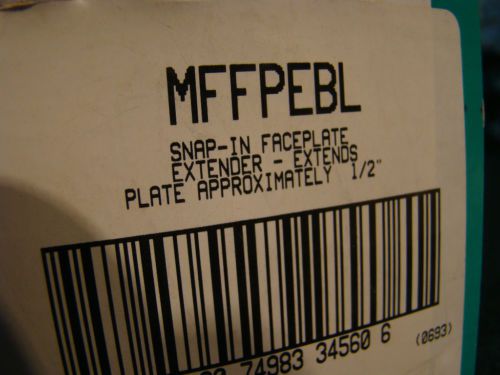 MFFPEBL
SNAP-IN FACEPLATE
EXTENDER - EXTENDS
PLATE APPROXIMATELY 1/2"
74983 34560 6 (0693)